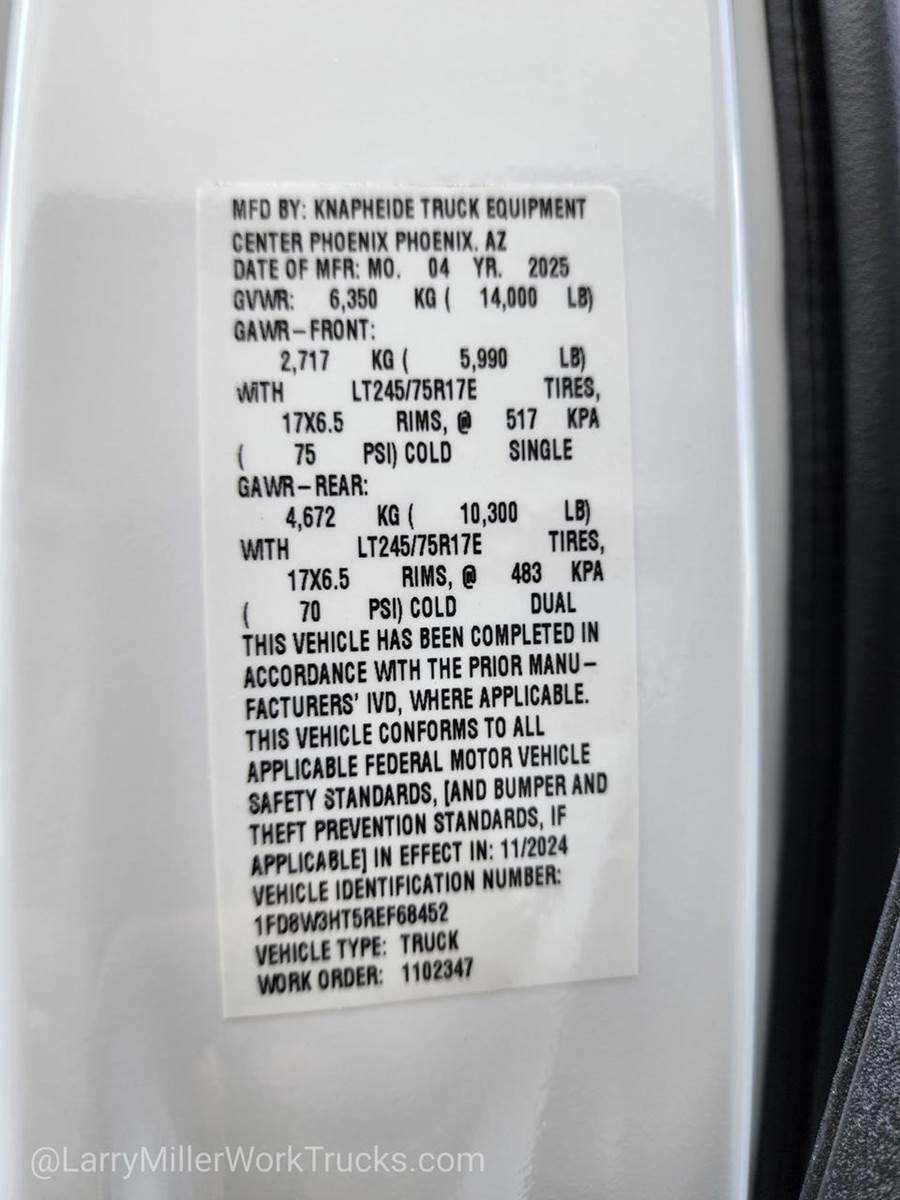 MFD BY: KNAPHEIDE TRUCK EQUIPMENT
CENTER PHOENIX PHOENIX. AZ
DATE OF MFR: MO. 04 YR. 2025
GVWR: 6,350 KG ( 14,000 LB)
GAWR-FRONT:
2,717 KG ( 5,990 LB)
WITH LT245/75R17E TIRES,
17X6.5 RIMS, @ 517 KPA
( 75 PSI) COLD SINGLE
GAWR-REAR:
4,672 KG ( 10,300 LB)
WITH LT245/75R17E TIRES,
17X6.5 RIMS, @ 483 KPA
( 70 PSI) COLD DUAL
THIS VEHICLE HAS BEEN COMPLETED IN
ACCORDANCE WITH THE PRIOR MANU-
FACTURERS' IVD, WHERE APPLICABLE.
THIS VEHICLE CONFORMS TO ALL
APPLICABLE FEDERAL MOTOR VEHICLE
SAFETY STANDARDS, [AND BUMPER AND
THEFT PREVENTION STANDARDS, IF
APPLICABLE] IN EFFECT IN: 11/2024
VEHICLE IDENTIFICATION NUMBER:
1FD8W3HT5REF68452
VEHICLE TYPE: TRUCK
WORK ORDER: 1102347
@LarryMillerWorkTrucks.com